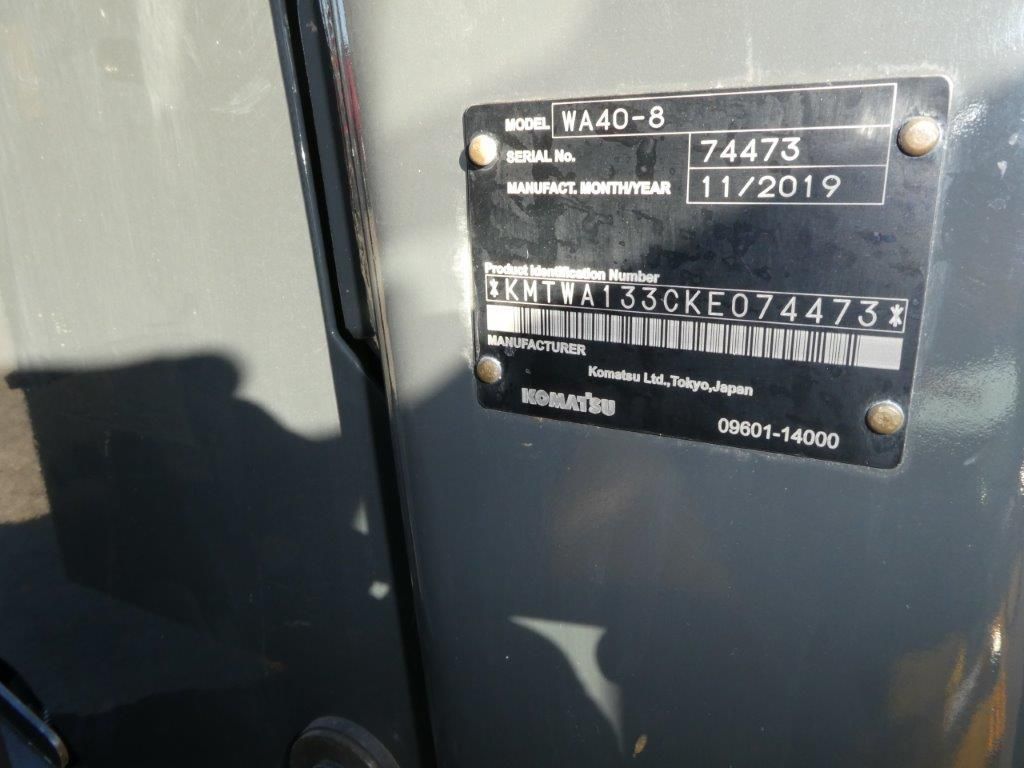 MODEL WA40-8
SERIAL No. 74473
MANUFACT. MONTH/YEAR 11/2019
Product Identification Number
*KMTWA133CKE074473*
MANUFACTURER
Komatsu Ltd.,Tokyo,Japan
KOMATSU
09601-14000